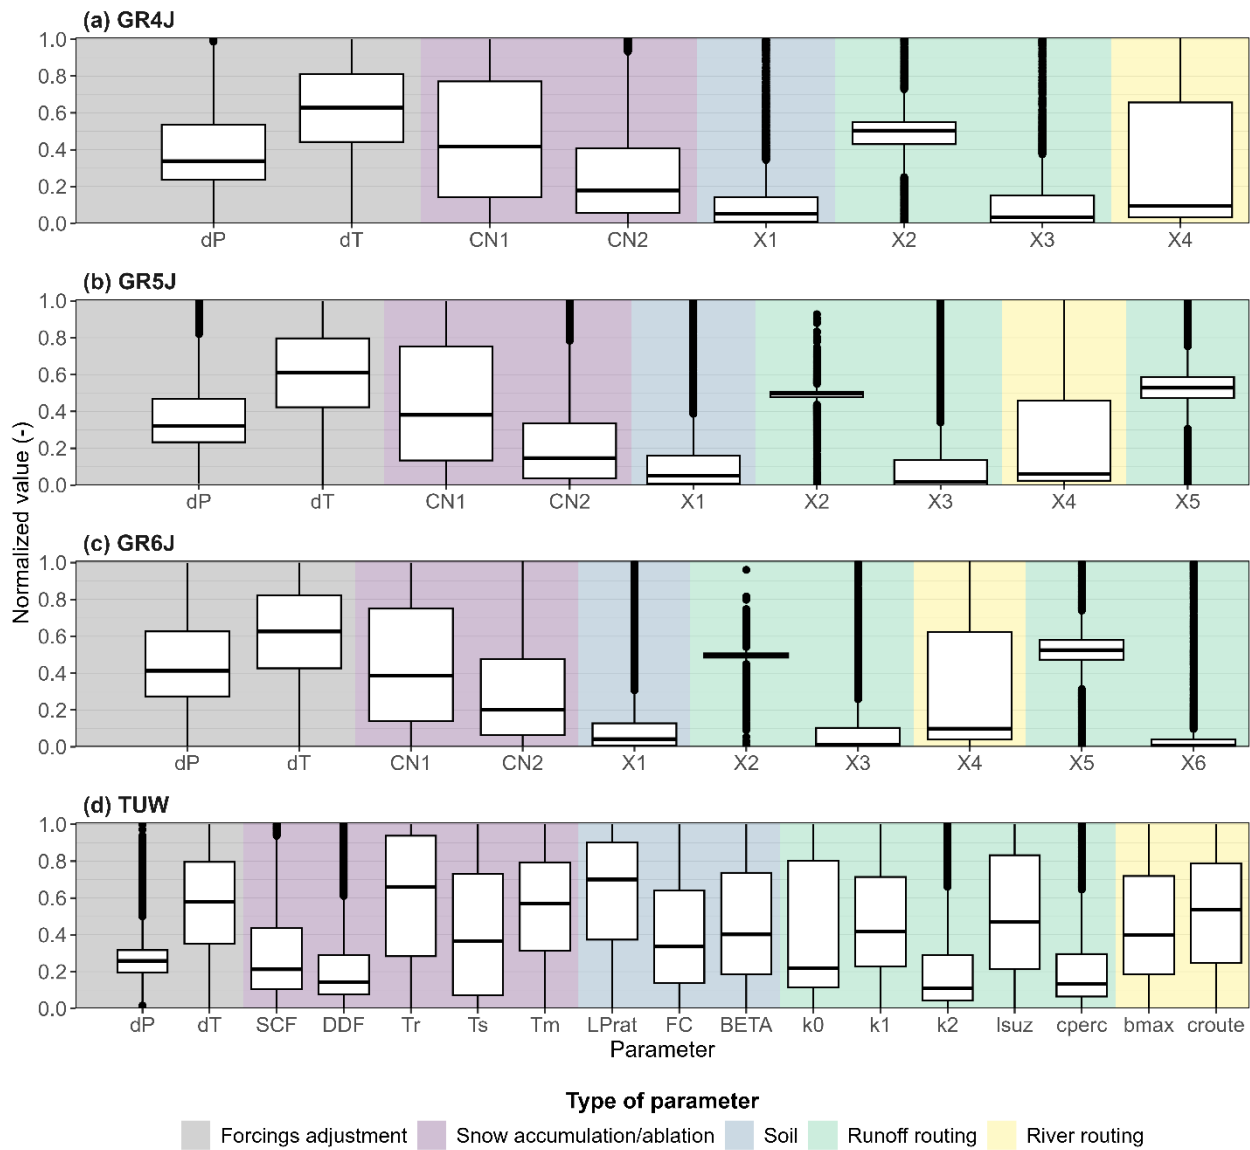 (a) GR4J
1.0
0.8
0.6
0.4
0.2
0.0
dP dT CN1 CN2 X1 X2 X3 X4
(b) GR5J
1.0
0.8
0.6
0.4
0.2
0.0
dP dT CN1 CN2 X1 X2 X3 X4 X5
Normalized value (-)
(c) GR6J
1.0
0.8
0.6
0.4
0.2
0.0
dP dT CN1 CN2 X1 X2 X3 X4 X5 X6
(d) TUW
1.0
0.8
0.6
0.4
0.2
0.0
dP dT SCF DDF Tr Ts Tm LPrat FC BETA k0 k1 k2 lsuz cperc bmax croute
Parameter
Type of parameter
Forcings adjustment Snow accumulation/ablation Soil Runoff routing River routing